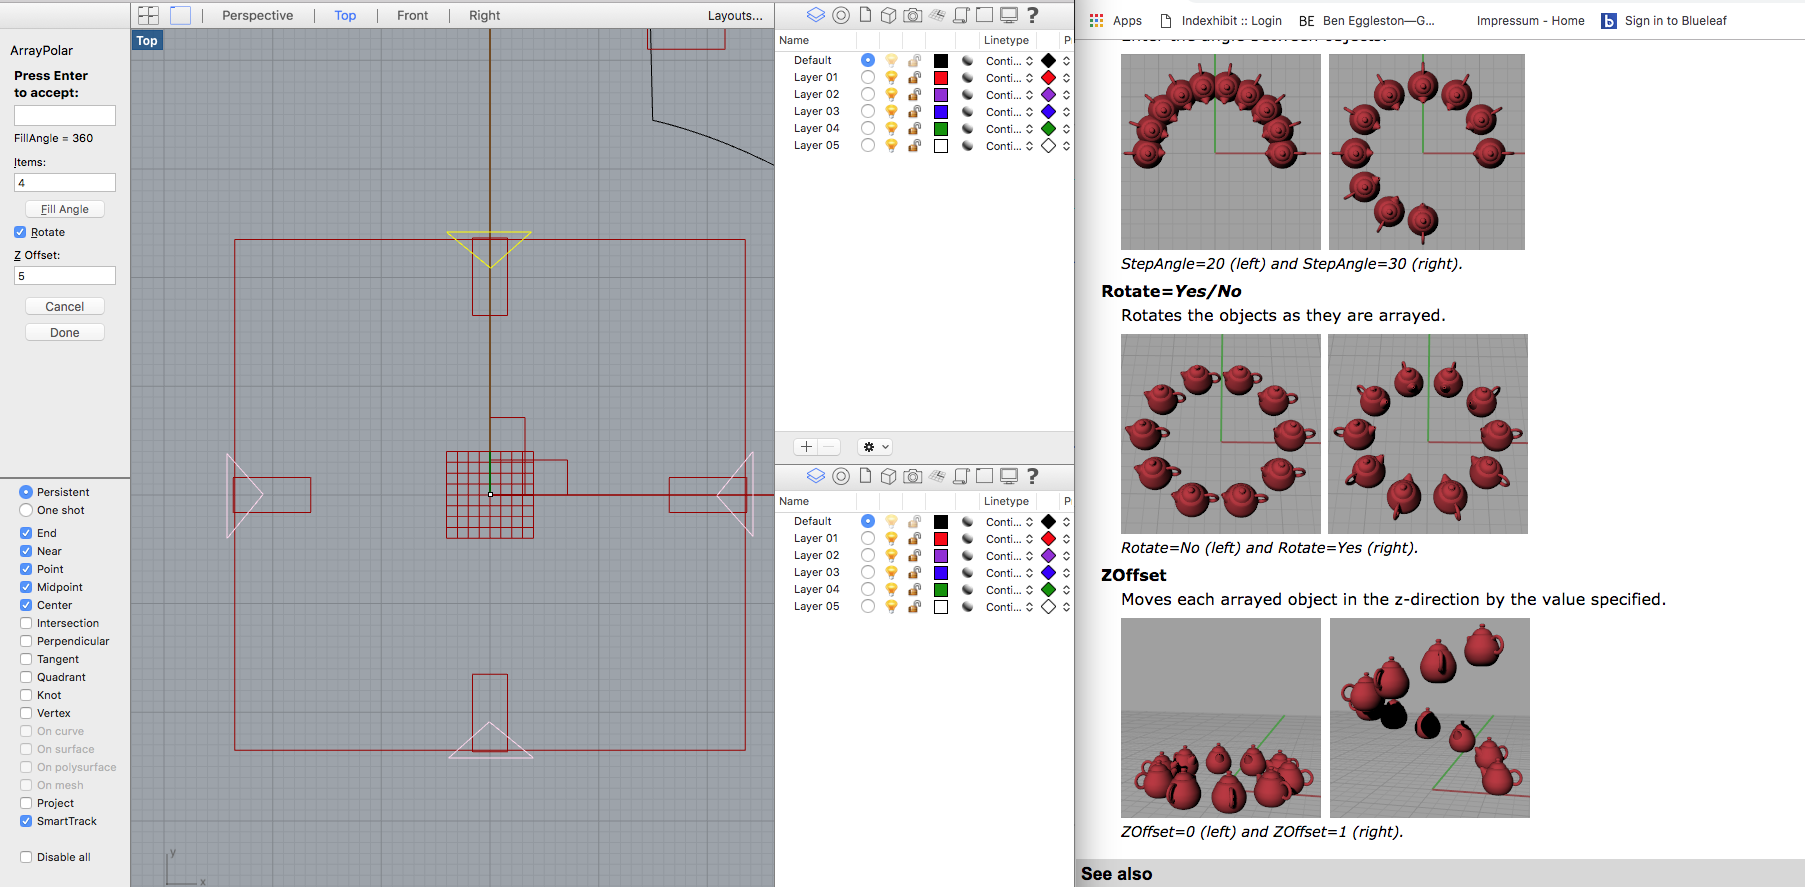 ArrayPolar
Press Enter
to accept:
FillAngle = 360
Items:
4
Fill Angle
Rotate
Z Offset:
5
Cancel
Done
Persistent
One shot
End
Near
Point
Midpoint
Center
Intersection
Perpendicular
Tangent
Quadrant
Knot
Vertex
On curve
On surface
On polysurface
On mesh
Project
SmartTrack
Disable all
Perspective
Top
Front
Right
Layouts...
Top
y
x
Name Linetype P
Default Conti...
Layer 01 Conti...
Layer 02 Conti...
Layer 03 Conti...
Layer 04 Conti...
Layer 05 Conti...
Name Linetype P
Default Conti...
Layer 01 Conti...
Layer 02 Conti...
Layer 03 Conti...
Layer 04 Conti...
Layer 05 Conti...
Apps Indexhibit :: Login BE Ben Eggleston—G... Impressum - Home b Sign in to Blueleaf
Enter the angle between objects.
StepAngle=20 (left) and StepAngle=30 (right).
Rotate=Yes/No
Rotates the objects as they are arrayed.
Rotate=No (left) and Rotate=Yes (right).
ZOffset
Moves each arrayed object in the z-direction by the value specified.
ZOffset=0 (left) and ZOffset=1 (right).
See also